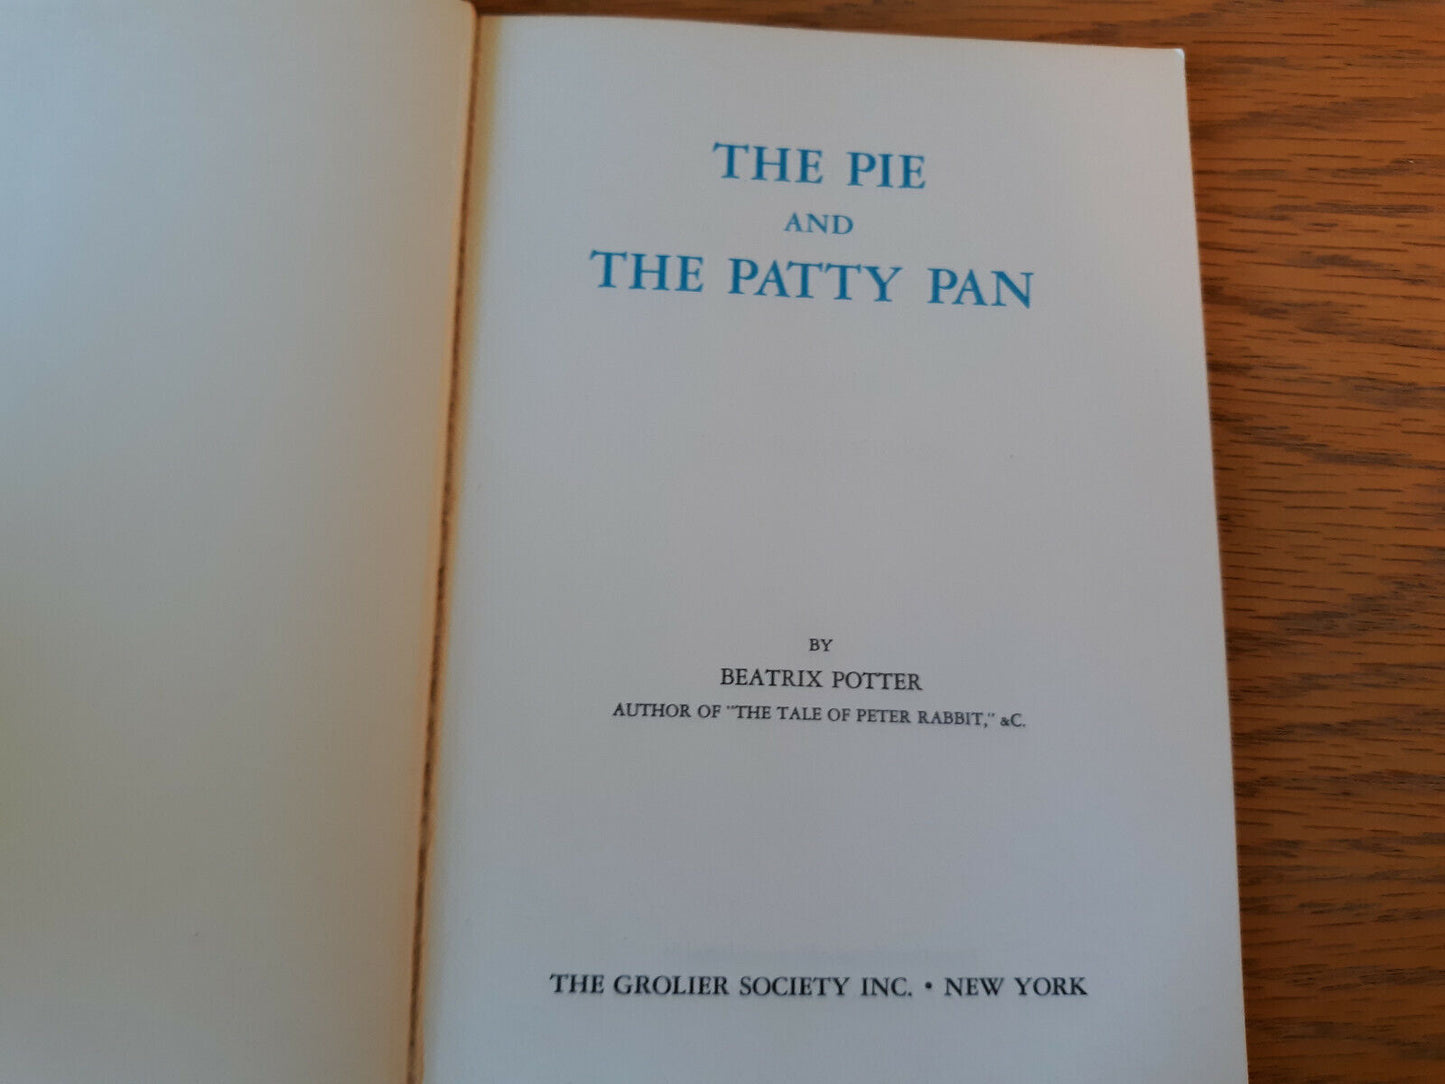 THE PIE
AND
THE PATTY PAN
BY
BEATRIX POTTER
AUTHOR OF "THE TALE OF PETER RABBIT," &C.
THE GROLIER SOCIETY INC. • NEW YORK